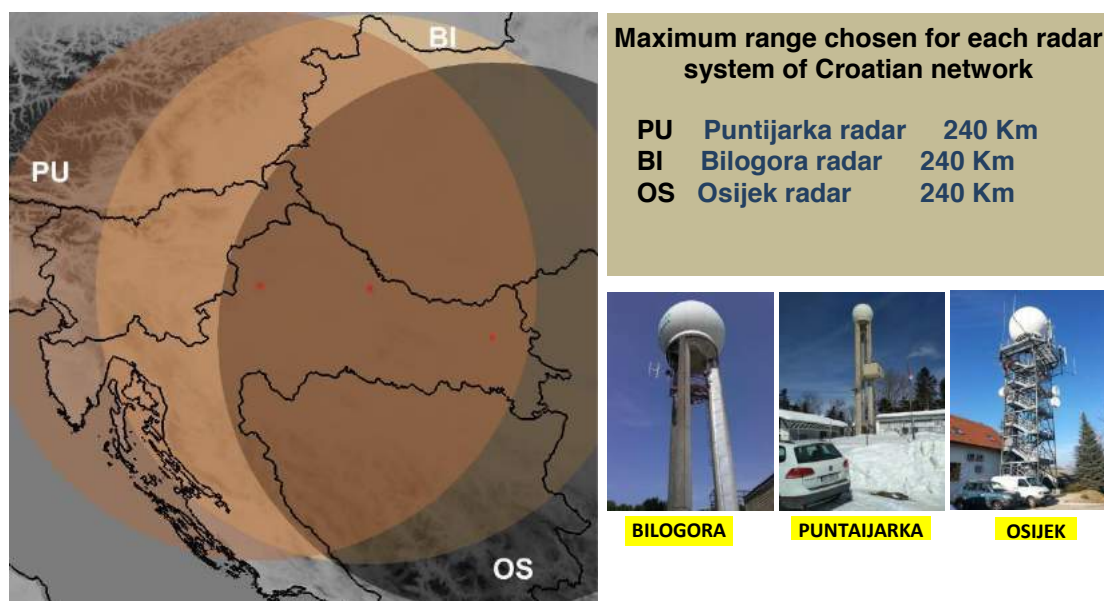 BI
PU
OS
Maximum range chosen for each radar
system of Croatian network
PU Puntijarka radar 240 Km
BI Bilogora radar 240 Km
OS Osijek radar 240 Km
BILOGORA
PUNTAIJARKA
OSIJEK